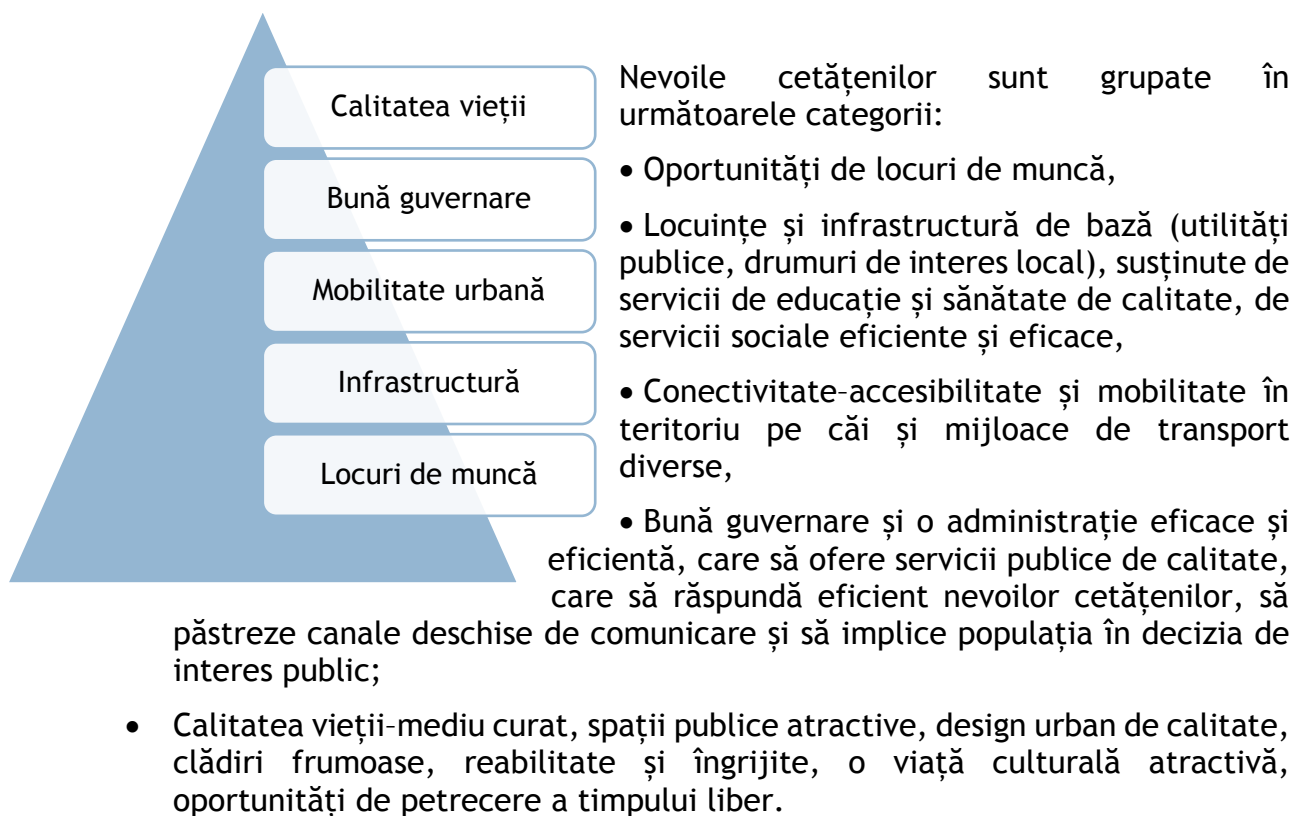 Calitatea vieții
Bună guvernare
Mobilitate urbană
Infrastructură
Locuri de muncă
Nevoile cetățenilor sunt grupate în
următoarele categorii:
• Oportunități de locuri de muncă,
• Locuințe și infrastructură de bază (utilități
publice, drumuri de interes local), susținute de
servicii de educație și sănătate de calitate, de
servicii sociale eficiente și eficace,
• Conectivitate–accesibilitate și mobilitate în
teritoriu pe căi și mijloace de transport
diverse,
• Bună guvernare și o administrație eficace și
eficientă, care să ofere servicii publice de calitate,
care să răspundă eficient nevoilor cetățenilor, să
păstreze canale deschise de comunicare și să implice populația în decizia de
interes public;
• Calitatea vieții–mediu curat, spații publice atractive, design urban de calitate,
clădiri frumoase, reabilitate și îngrijite, o viață culturală atractivă,
oportunități de petrecere a timpului liber.